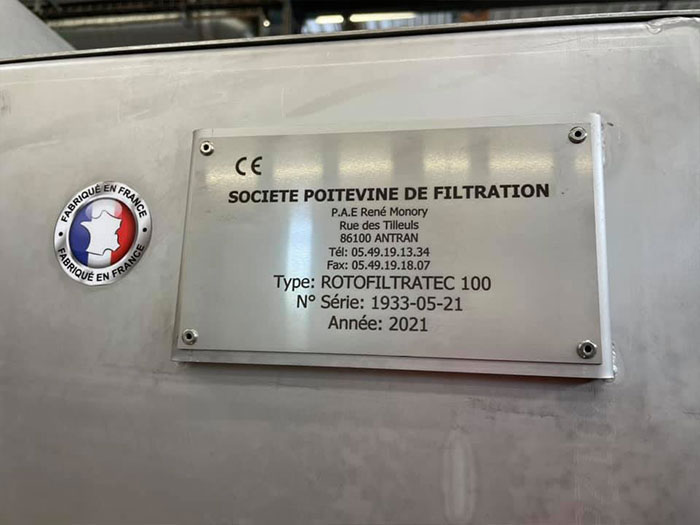 FABRIQUÉ EN FRANCE
FABRIQUÉ EN FRANCE
CE
SOCIETE POITEVINE DE FILTRATION
P.A.E René Monory
Rue des Tilleuls
86100 ANTRAN
Tél: 05.49.19.13.34
Fax: 05.49.19.18.07
Type: ROTOFILTRATEC 100
N° Série: 1933-05-21
Année: 2021